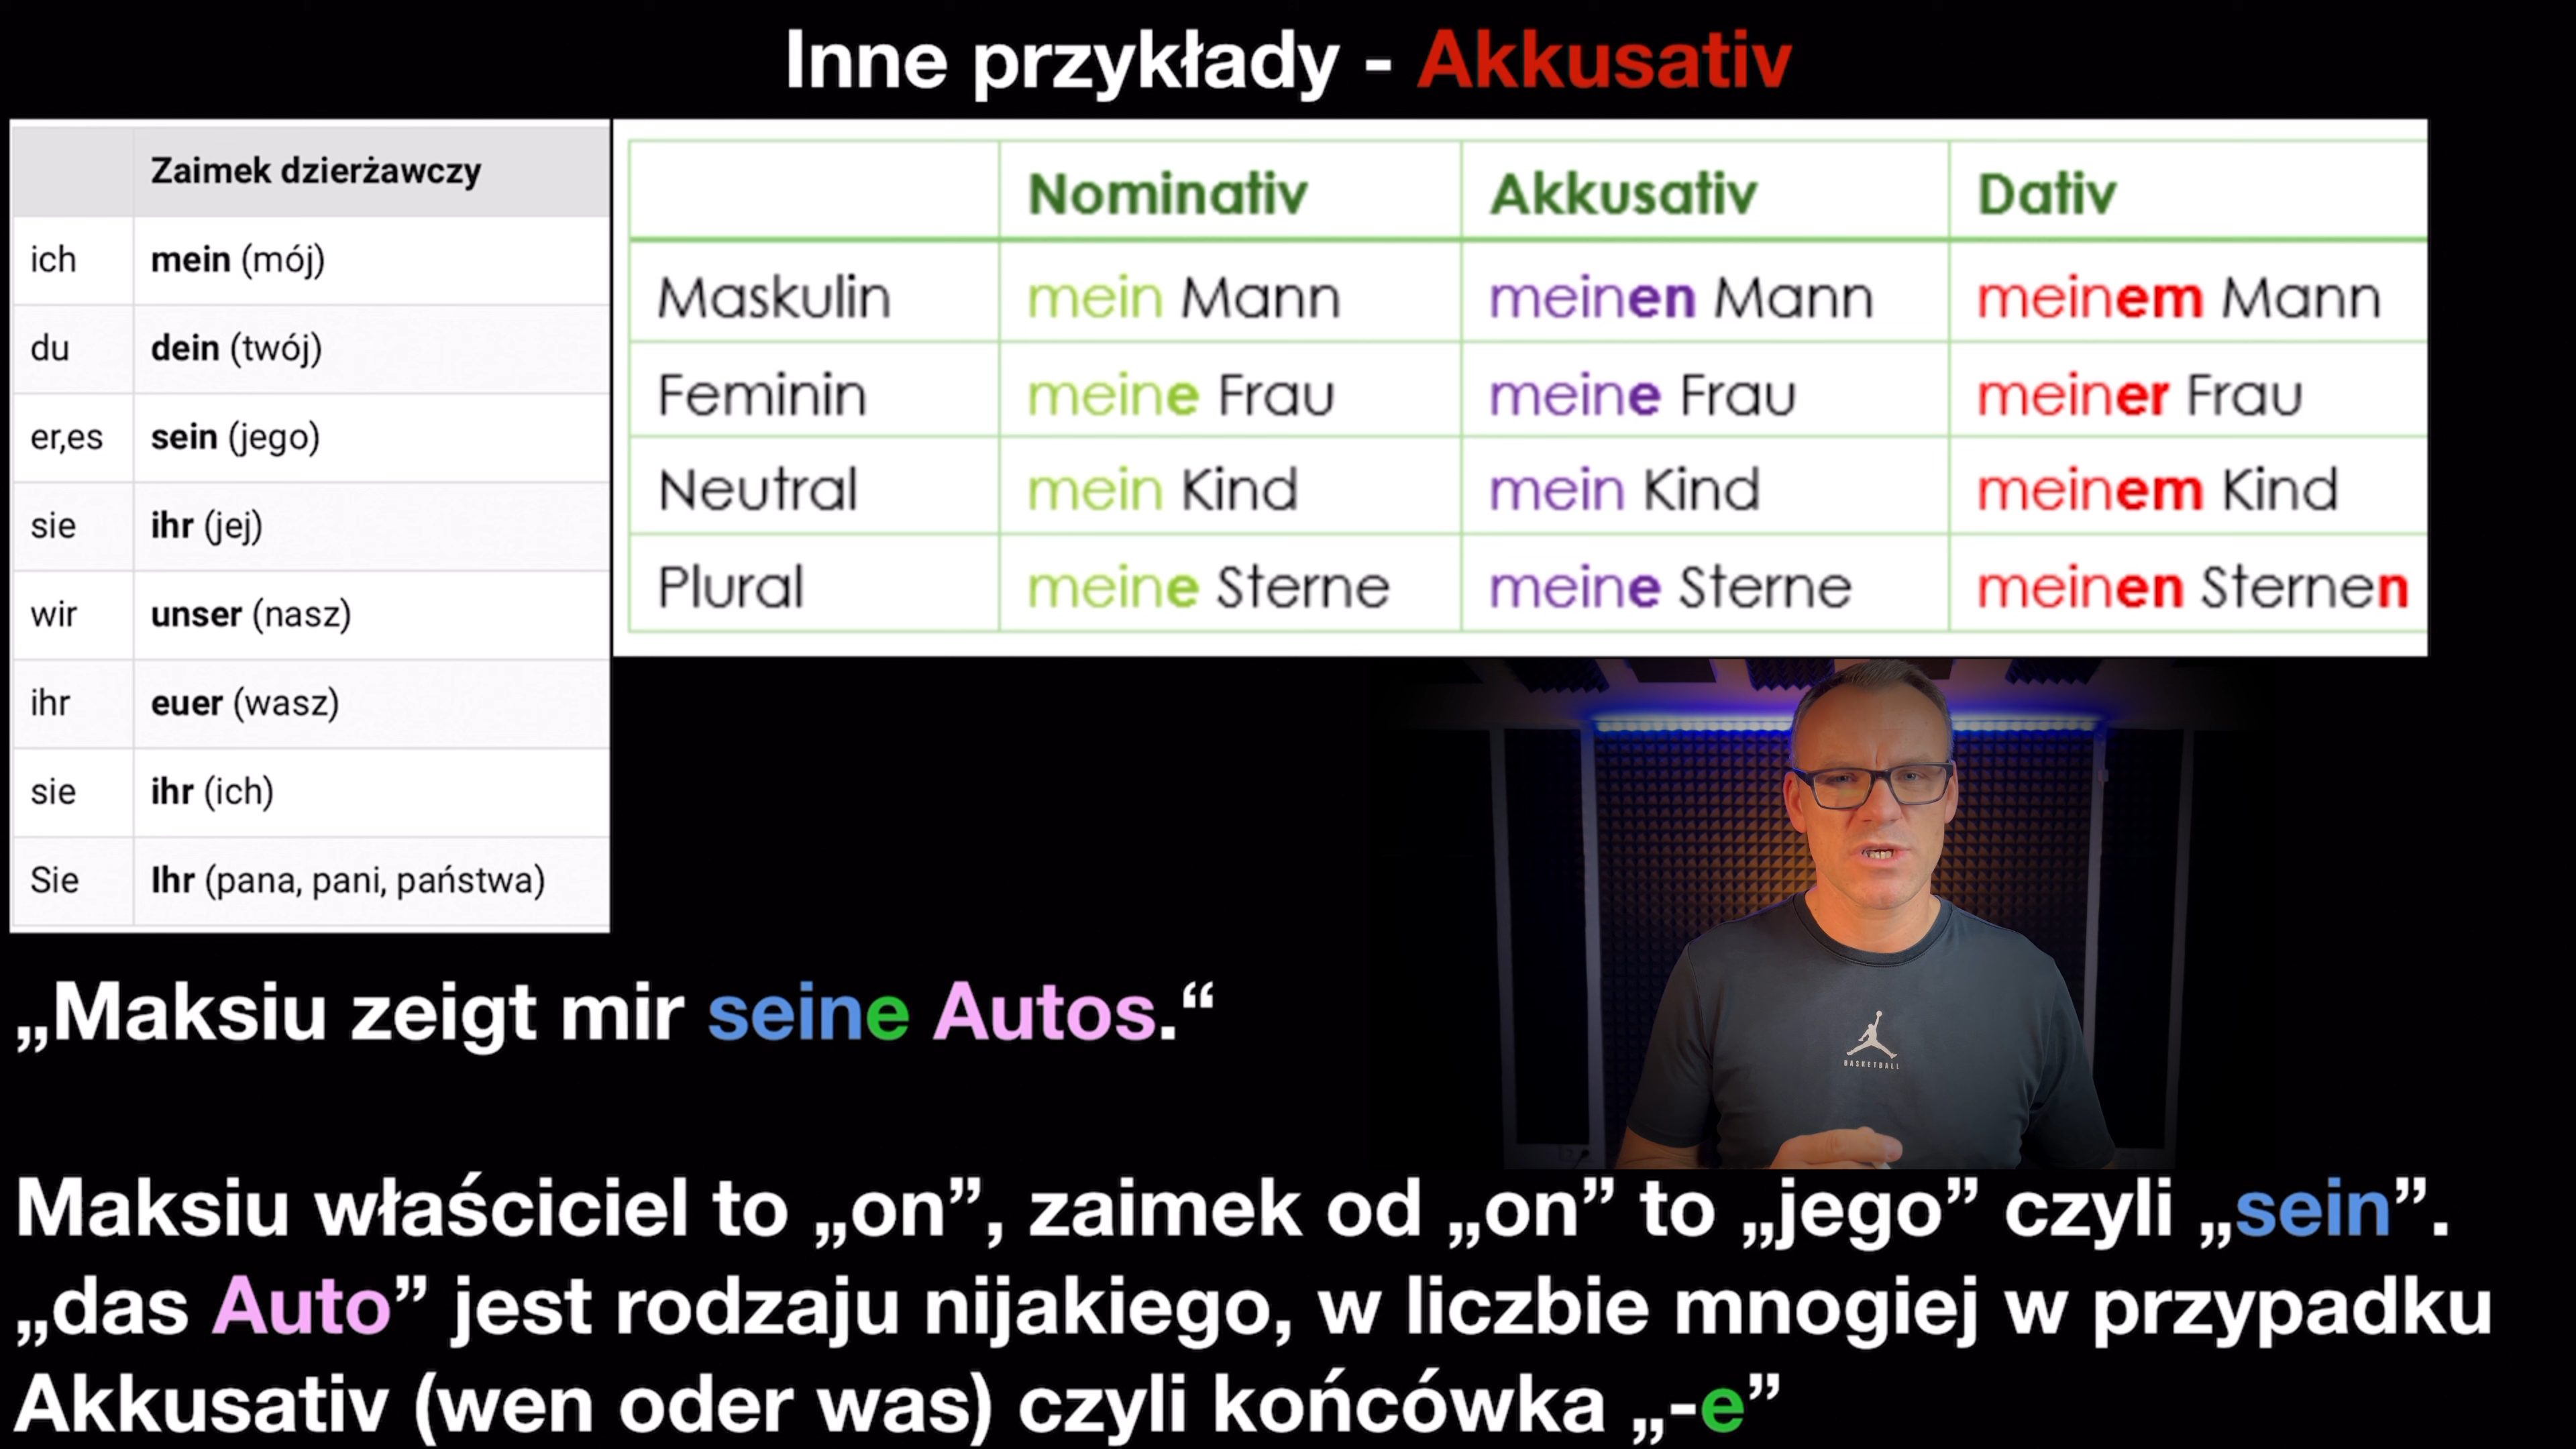 Inne przykłady - Akkusativ
Zaimek dzierżawczy
ich mein (mój)
du dein (twój)
er,es sein (jego)
sie ihr (jej)
wir unser (nasz)
ihr euer (wasz)
sie ihr (ich)
Sie Ihr (pana, pani, państwa)
Nominativ Akkusativ Dativ
Maskulin mein Mann meinen Mann meinem Mann
Feminin meine Frau meine Frau meiner Frau
Neutral mein Kind mein Kind meinem Kind
Plural meine Sterne meine Sterne meinen Sternen
BASKETBALL
„Maksiu zeigt mir seine Autos.“
Maksiu właściciel to „on”, zaimek od „on” to „jego” czyli „sein”.
„das Auto” jest rodzaju nijakiego, w liczbie mnogiej w przypadku
Akkusativ (wen oder was) czyli końcówka „-e”